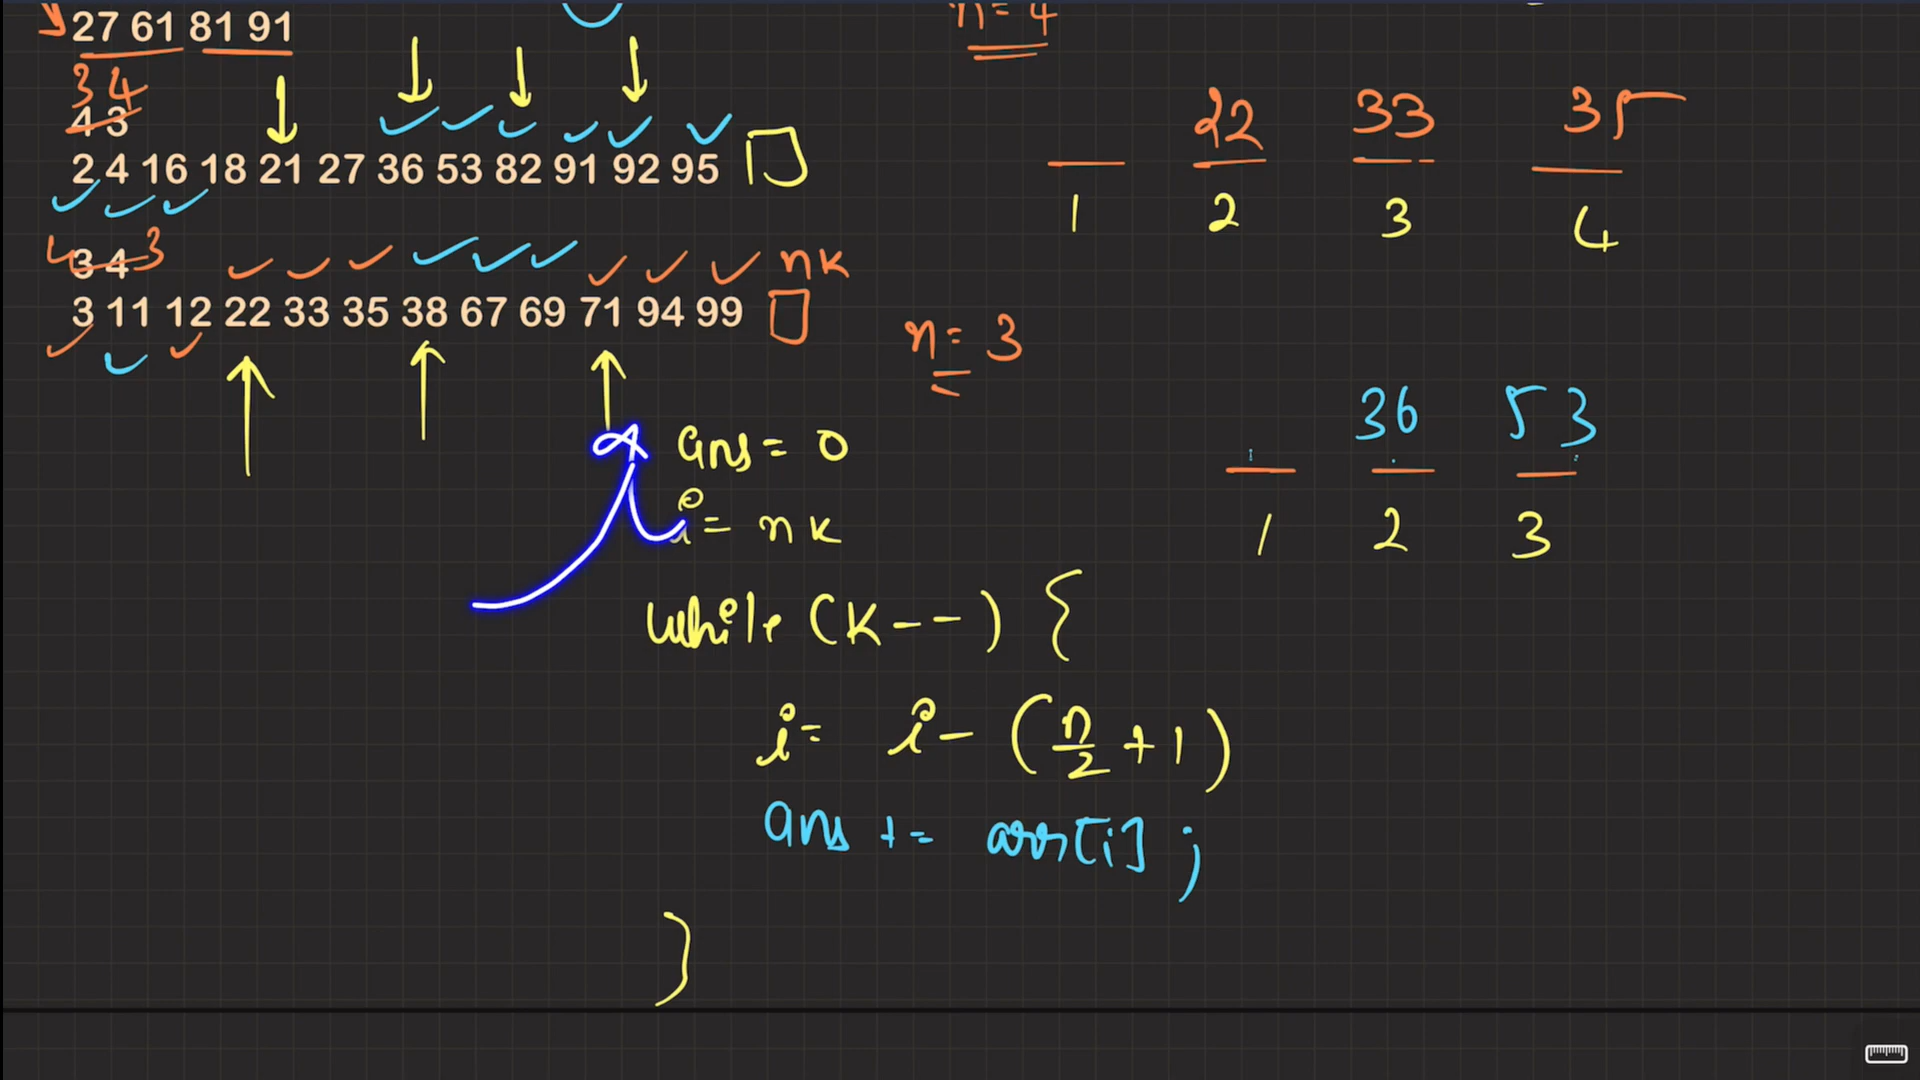 27 61 81 91
n = 4
3 4
4 3
2 4 16 18 21 27 36 53 82 91 92 95
22 33 35
1 2 3 4
4 3
3 4
nk
3 11 12 22 33 35 38 67 69 71 94 99
n = 3
36 53
1 2 3
ans = 0
i = nk
while (K--) {
i = i - (n/2 + 1)
ans += arr[i] ;
}